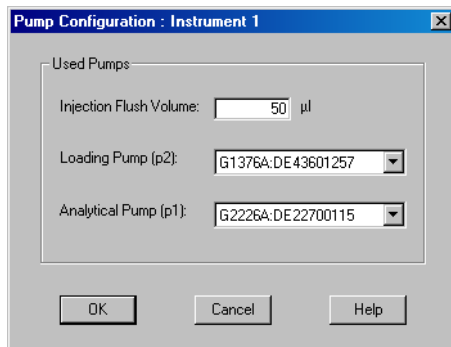 Pump Configuration : Instrument 1
Used Pumps
Injection Flush Volume: 50 µl
Loading Pump (p2): G1376A:DE43601257
Analytical Pump (p1): G2226A:DE22700115
OK Cancel Help